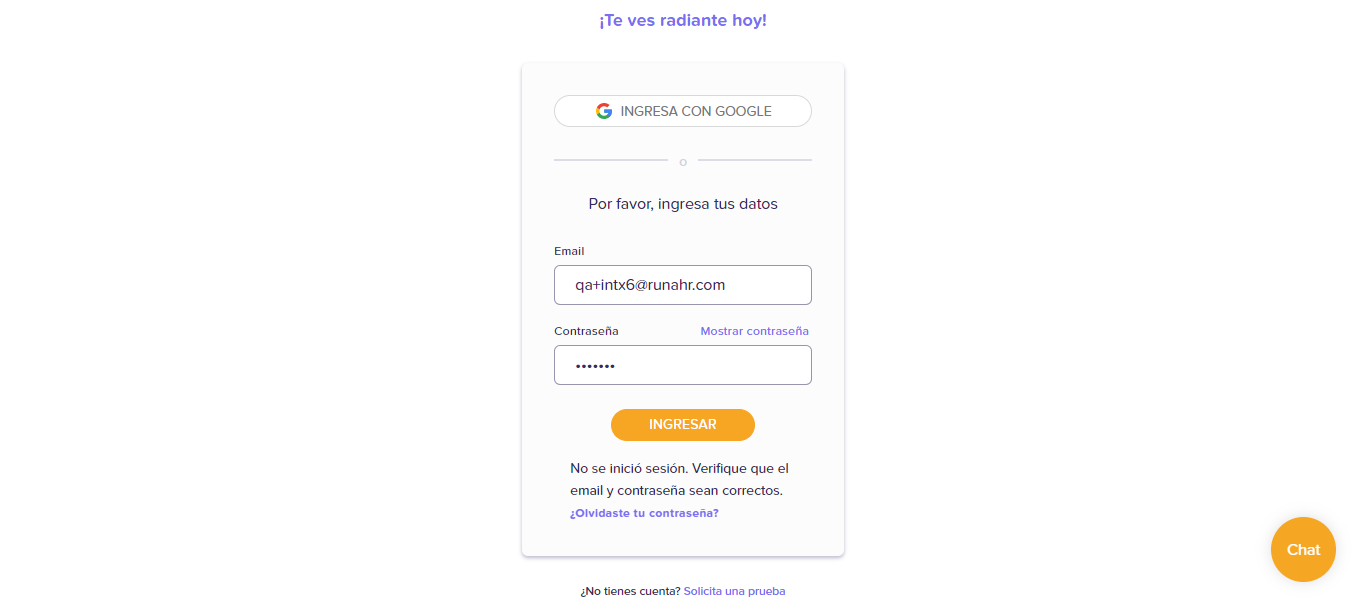 ¡Te ves radiante hoy!
INGRESA CON GOOGLE
o
Por favor, ingresa tus datos
Email
qa+intx6@runahr.com
Contraseña Mostrar contraseña
•••••••
INGRESAR
No se inició sesión. Verifique que el
email y contraseña sean correctos.
¿Olvidaste tu contraseña?
Chat
¿No tienes cuenta? Solicita una prueba